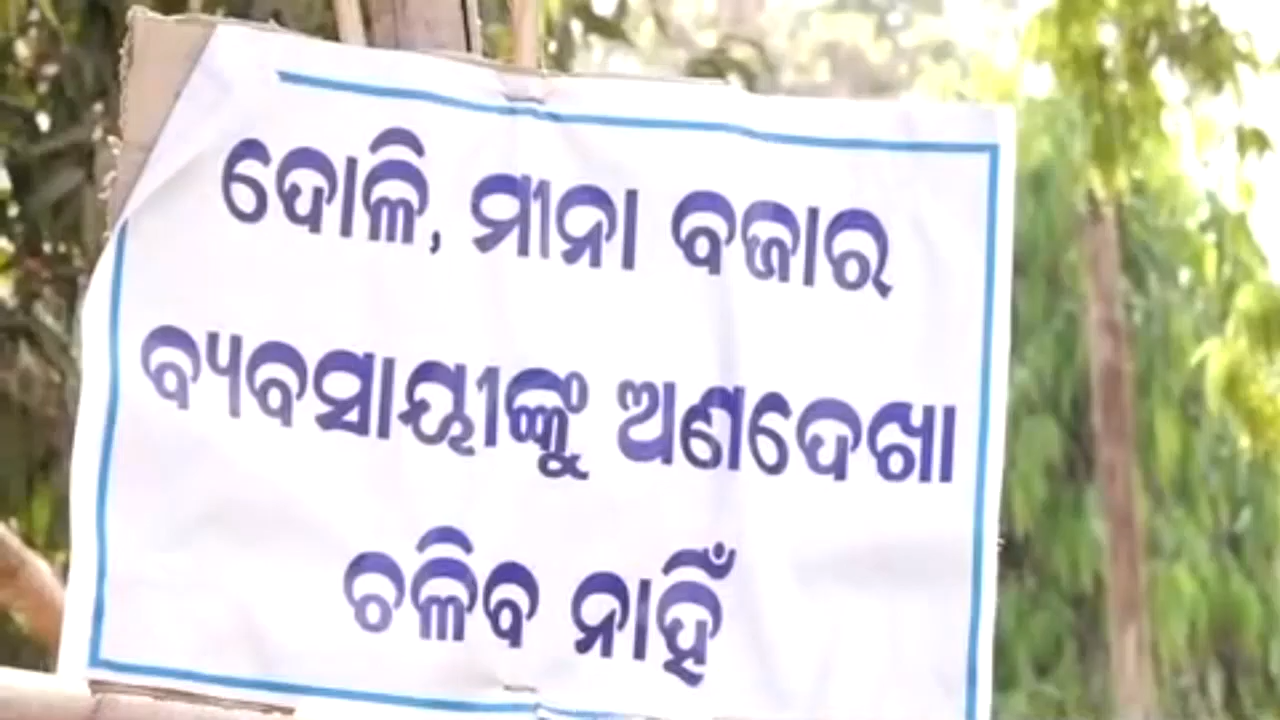 ଦୋଳି, ମୀନା ବଜାର
ବ୍ୟବସାୟୀଙ୍କୁ ଅଣଦେଖା
ଚଳିବ ନାହିଁ